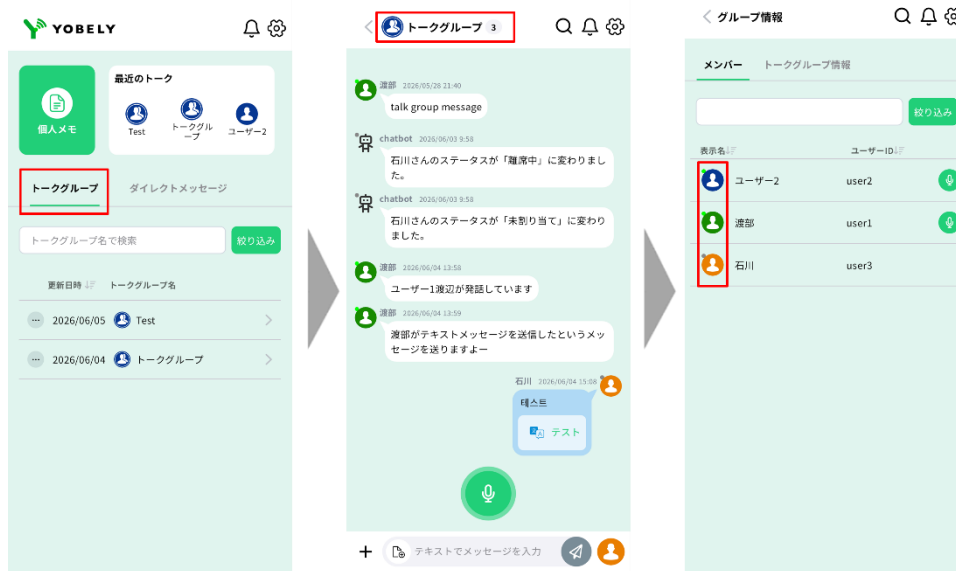 YOBELY
最近のトーク
個人メモ
Test
トークグル
ープ
ユーザー2
トークグループ
ダイレクトメッセージ
トークグループ名で検索
絞り込み
更新日時
トークグループ名
2026/06/05 Test
2026/06/04 トークグループ
トークグループ 3
渡部 2026/05/28 21:40
talk group message
chatbot 2026/06/03 9:58
石川さんのステータスが「離席中」に変わりまし
た。
chatbot 2026/06/03 9:58
石川さんのステータスが「未割り当て」に変わり
ました。
渡部 2026/06/04 13:58
ユーザー1渡辺が発話しています
渡部 2026/06/04 13:59
渡部がテキストメッセージを送信したというメッ
セージを送りますよー
石川 2026/06/04 15:08
테스트
テスト
テキストでメッセージを入力
グループ情報
メンバー
トークグループ情報
絞り込み
表示名
ユーザーID
ユーザー2 user2
渡部 user1
石川 user3